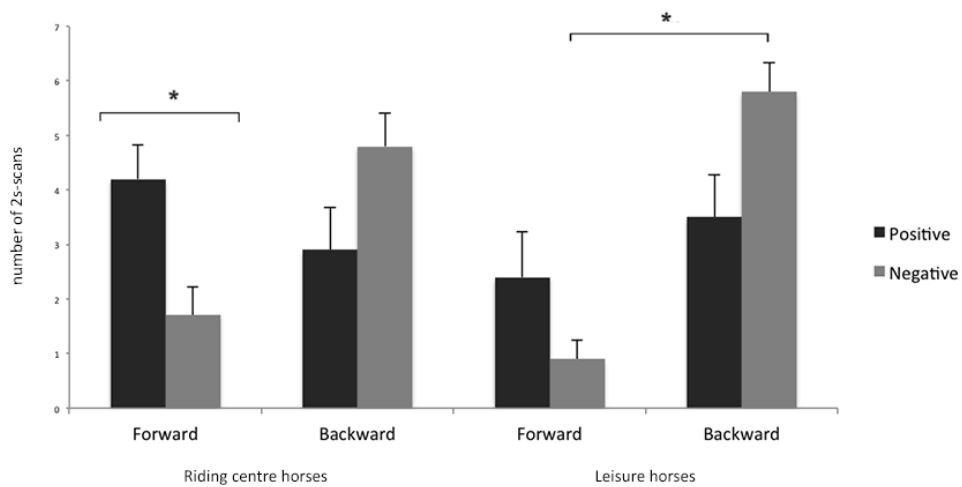 7
*
6
*
5
4
3
2
1
0
number of 2s-scans
Positive
Negative
Forward Backward Forward Backward
Riding centre horses Leisure horses